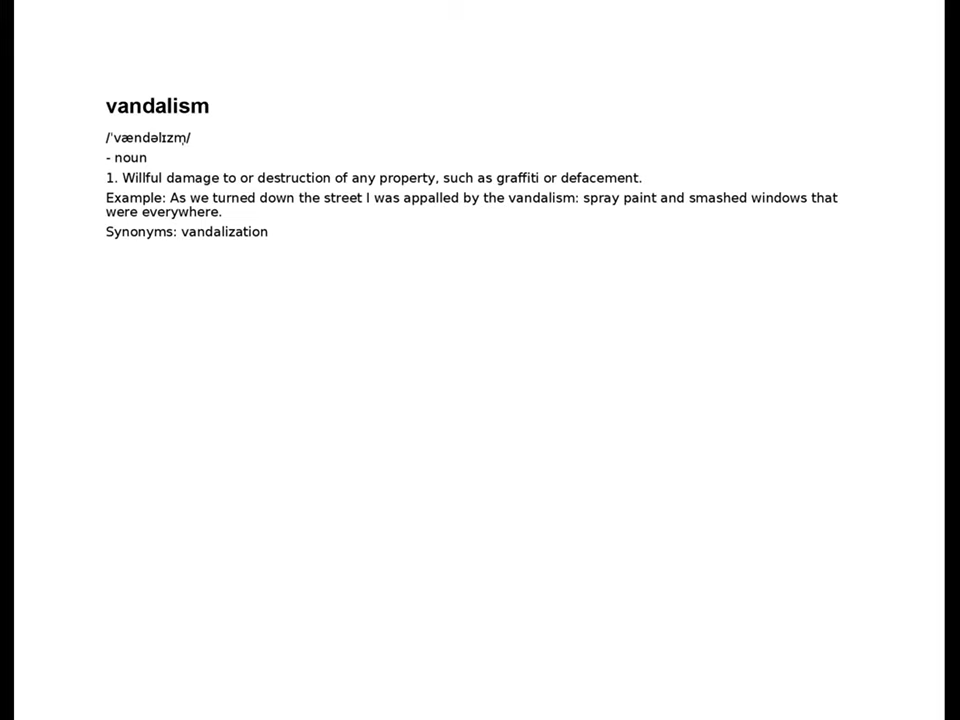 vandalism
/ˈvændəlɪzm̩/
- noun
1. Willful damage to or destruction of any property, such as graffiti or defacement.
Example: As we turned down the street I was appalled by the vandalism: spray paint and smashed windows that
were everywhere.
Synonyms: vandalization